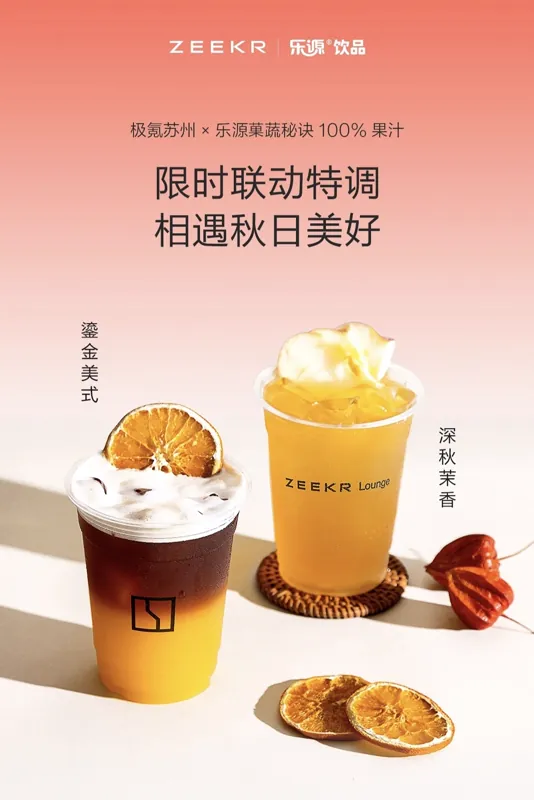 ZEEKR | 乐源®饮品
极氪苏州 × 乐源菓蔬秘诀 100% 果汁
限时联动特调
相遇秋日美好
鎏金美式
深秋茉香
ZEEKR Lounge